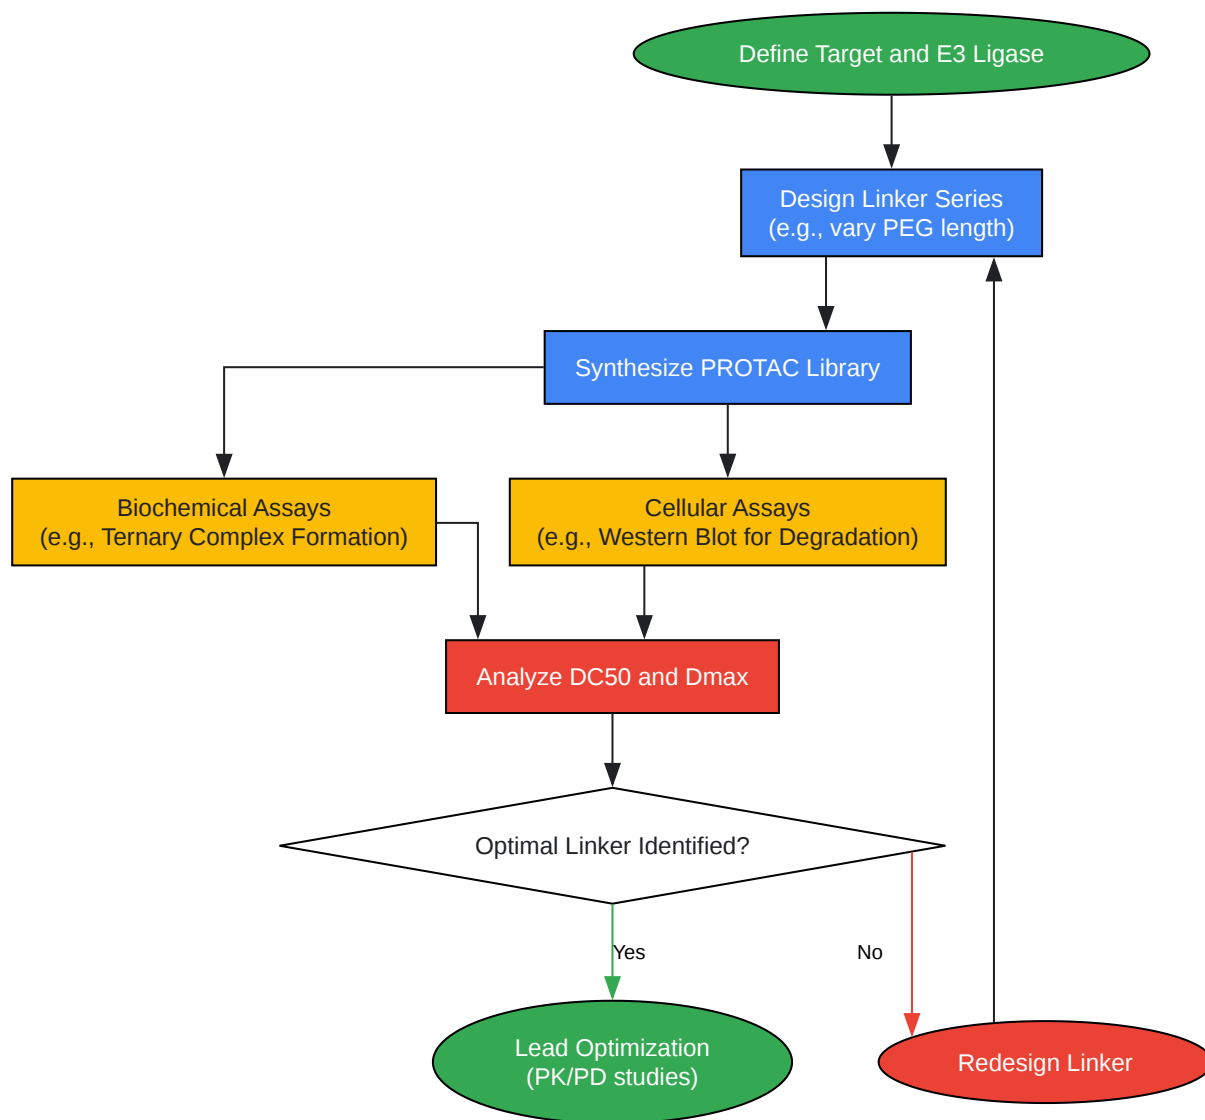 Define Target and E3 Ligase
Design Linker Series
(e.g., vary PEG length)
Synthesize PROTAC Library
Biochemical Assays
(e.g., Ternary Complex Formation)
Cellular Assays
(e.g., Western Blot for Degradation)
Analyze DC50 and Dmax
Optimal Linker Identified?
Yes
No
Lead Optimization
(PK/PD studies)
Redesign Linker